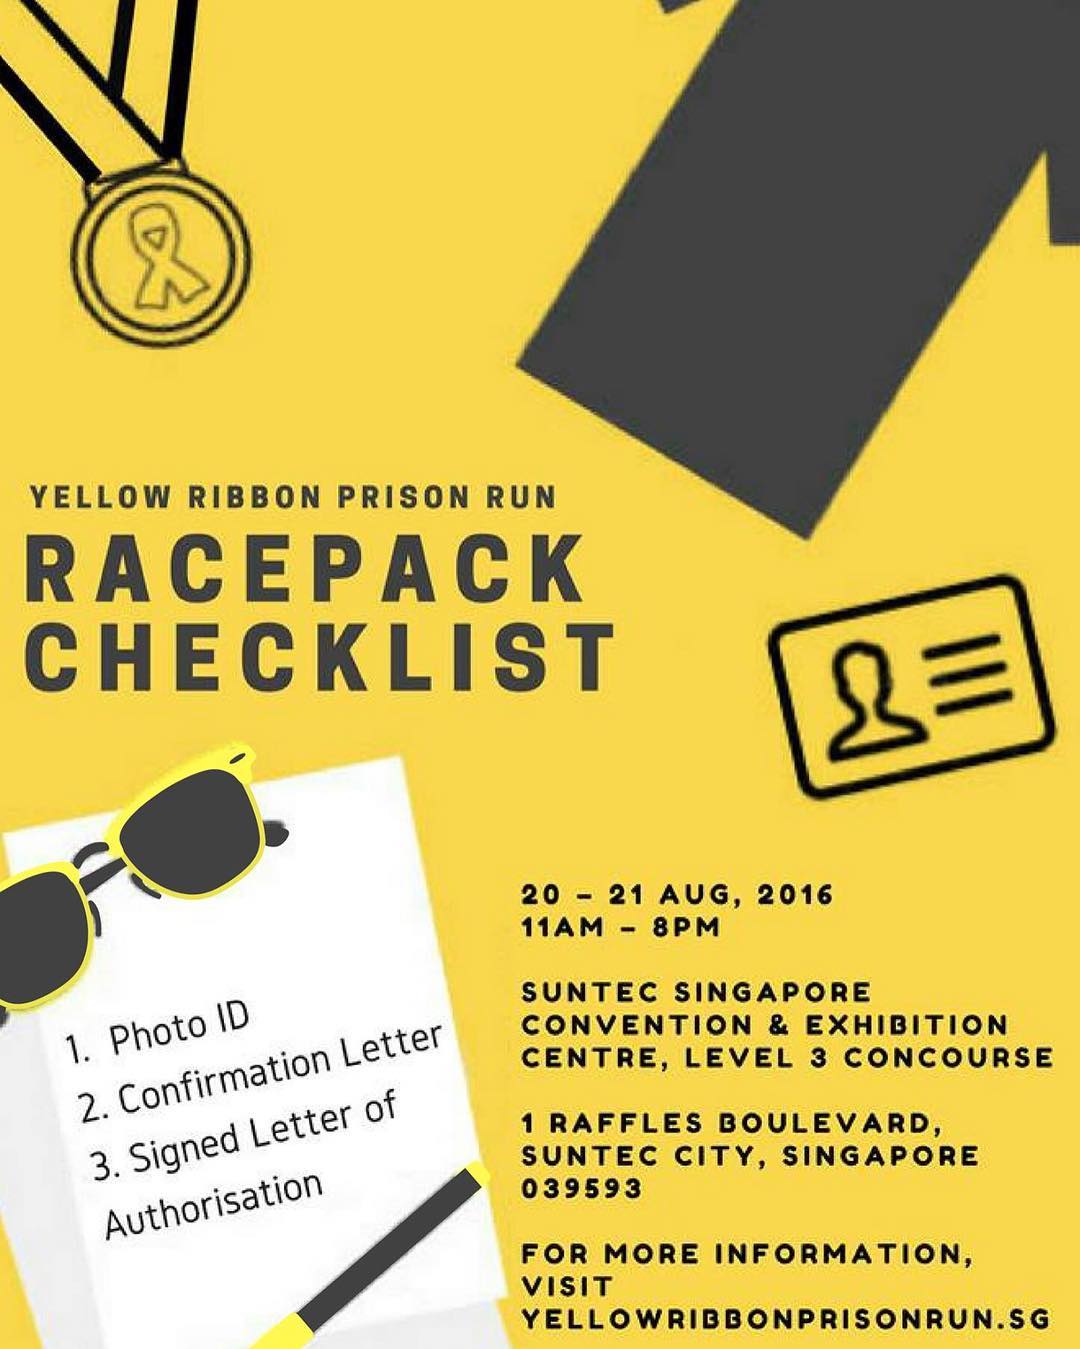 YELLOW RIBBON PRISON RUN
RACEPACK
CHECKLIST
1. Photo ID
2. Confirmation Letter
3. Signed Letter of
Authorisation
20 – 21 AUG, 2016
11AM – 8PM
SUNTEC SINGAPORE
CONVENTION & EXHIBITION
CENTRE, LEVEL 3 CONCOURSE
1 RAFFLES BOULEVARD,
SUNTEC CITY, SINGAPORE
039593
FOR MORE INFORMATION,
VISIT
YELLOWRIBBONPRISONRUN.SG